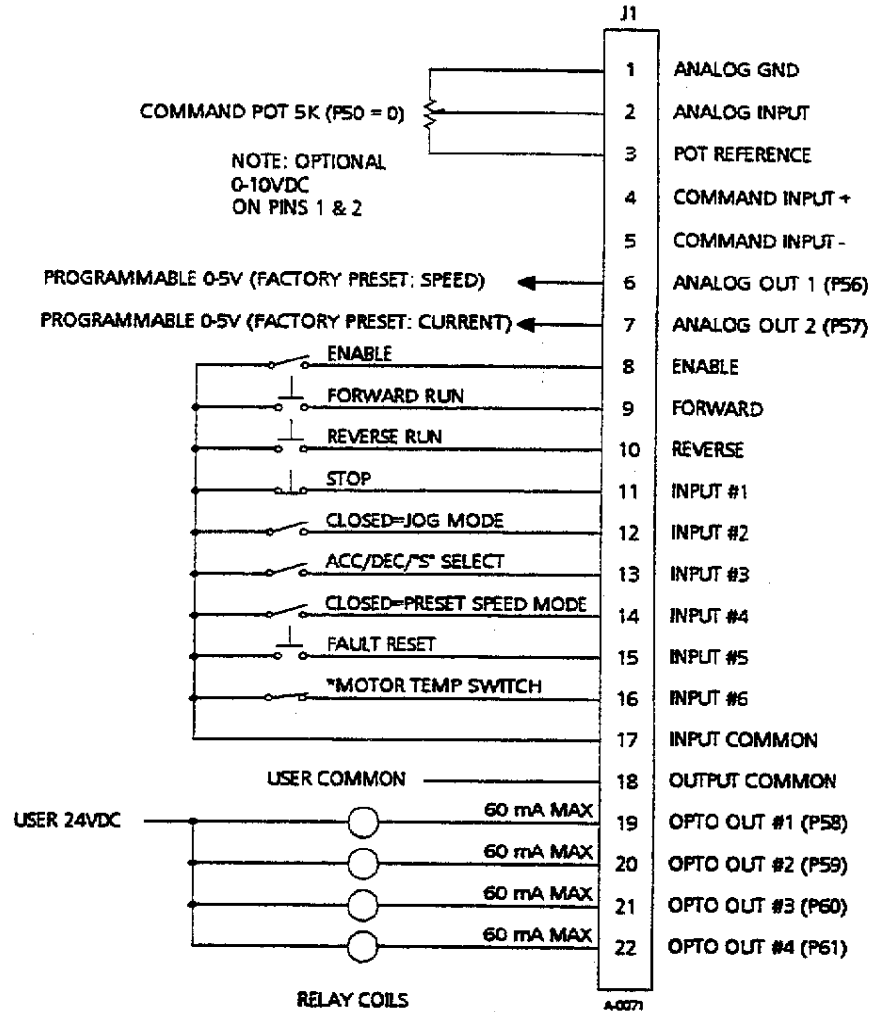 J1
1 ANALOG GND
COMMAND POT 5K (P50 = 0) 2 ANALOG INPUT
3 POT REFERENCE
NOTE: OPTIONAL
0-10VDC
ON PINS 1 & 2
4 COMMAND INPUT +
5 COMMAND INPUT -
PROGRAMMABLE 0-5V (FACTORY PRESET: SPEED) 6 ANALOG OUT 1 (P56)
PROGRAMMABLE 0-5V (FACTORY PRESET: CURRENT) 7 ANALOG OUT 2 (P57)
ENABLE 8 ENABLE
FORWARD RUN 9 FORWARD
REVERSE RUN 10 REVERSE
STOP 11 INPUT #1
CLOSED=JOG MODE 12 INPUT #2
ACC/DEC/"S" SELECT 13 INPUT #3
CLOSED=PRESET SPEED MODE 14 INPUT #4
FAULT RESET 15 INPUT #5
*MOTOR TEMP SWITCH 16 INPUT #6
17 INPUT COMMON
USER COMMON 18 OUTPUT COMMON
USER 24VDC 60 mA MAX 19 OPTO OUT #1 (P58)
60 mA MAX 20 OPTO OUT #2 (P59)
60 mA MAX 21 OPTO OUT #3 (P60)
60 mA MAX 22 OPTO OUT #4 (P61)
RELAY COILS
A-0071